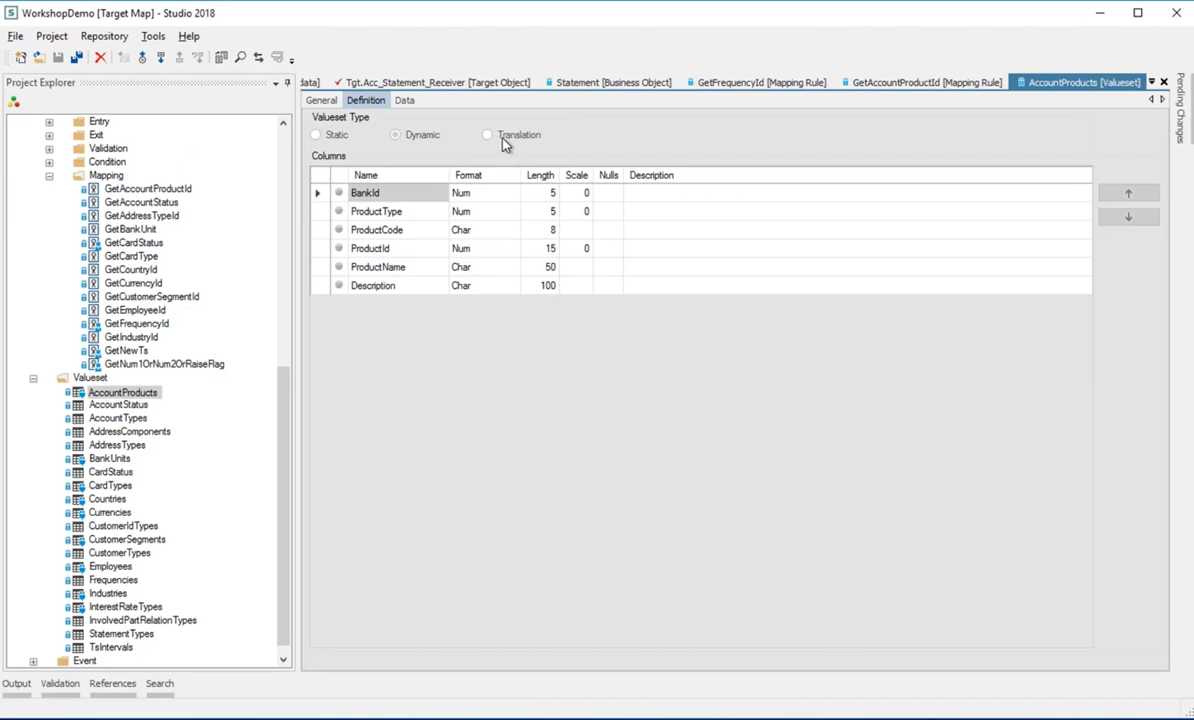 WorkshopDemo [Target Map] - Studio 2018
File Project Repository Tools Help
Project Explorer
data] Tgt.Acc_Statement_Receiver [Target Object] Statement [Business Object] GetFrequencyId [Mapping Rule] GetAccountProductId [Mapping Rule] AccountProducts [Valueset]
Pending Changes
General Definition Data
Valueset Type
Static Dynamic Translation
Columns
Name Format Length Scale Nulls Description
BankId Num 5 0
ProductType Num 5 0
ProductCode Char 8
ProductId Num 15 0
ProductName Char 50
Description Char 100
Entry
Exit
Validation
Condition
Mapping
GetAccountProductId
GetAccountStatus
GetAddressTypeId
GetBankUnit
GetCardStatus
GetCardType
GetCountryId
GetCurrencyId
GetCustomerSegmentId
GetEmployeeId
GetFrequencyId
GetIndustryId
GetNewTs
GetNum1OrNum2OrRaiseFlag
Valueset
AccountProducts
AccountStatus
AccountTypes
AddressComponents
AddressTypes
BankUnits
CardStatus
CardTypes
Countries
Currencies
CustomerIdTypes
CustomerSegments
CustomerTypes
Employees
Frequencies
Industries
InterestRateTypes
InvolvedPartRelationTypes
StatementTypes
TsIntervals
Event
Output Validation References Search